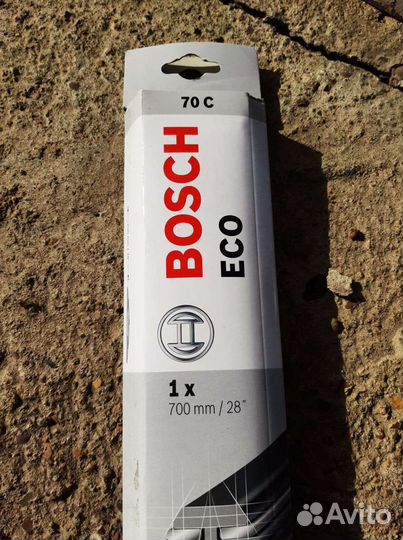 70 C
BOSCH
ECO
1 x
700 mm / 28"
Avito